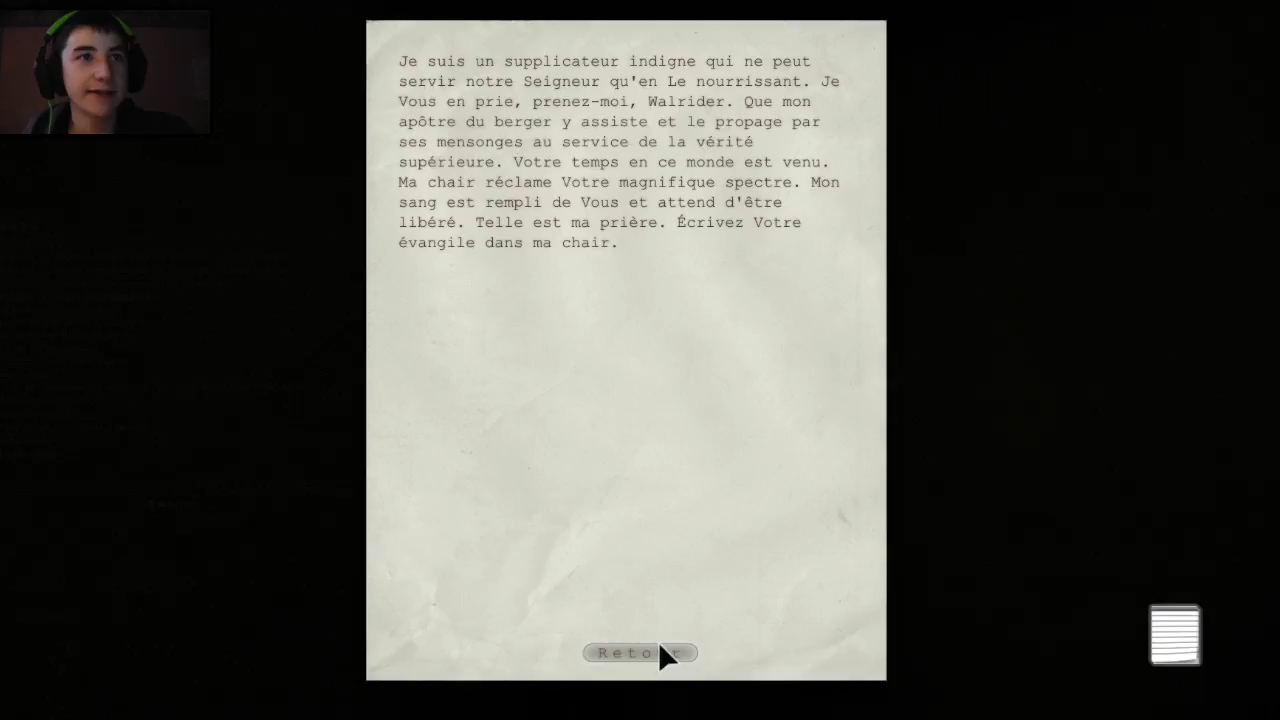 Je suis un supplicateur indigne qui ne peut
servir notre Seigneur qu'en Le nourrissant. Je
Vous en prie, prenez-moi, Walrider. Que mon
apôtre du berger y assiste et le propage par
ses mensonges au service de la vérité
supérieure. Votre temps en ce monde est venu.
Ma chair réclame Votre magnifique spectre. Mon
sang est rempli de Vous et attend d'être
libéré. Telle est ma prière. Écrivez Votre
évangile dans ma chair.
Retour